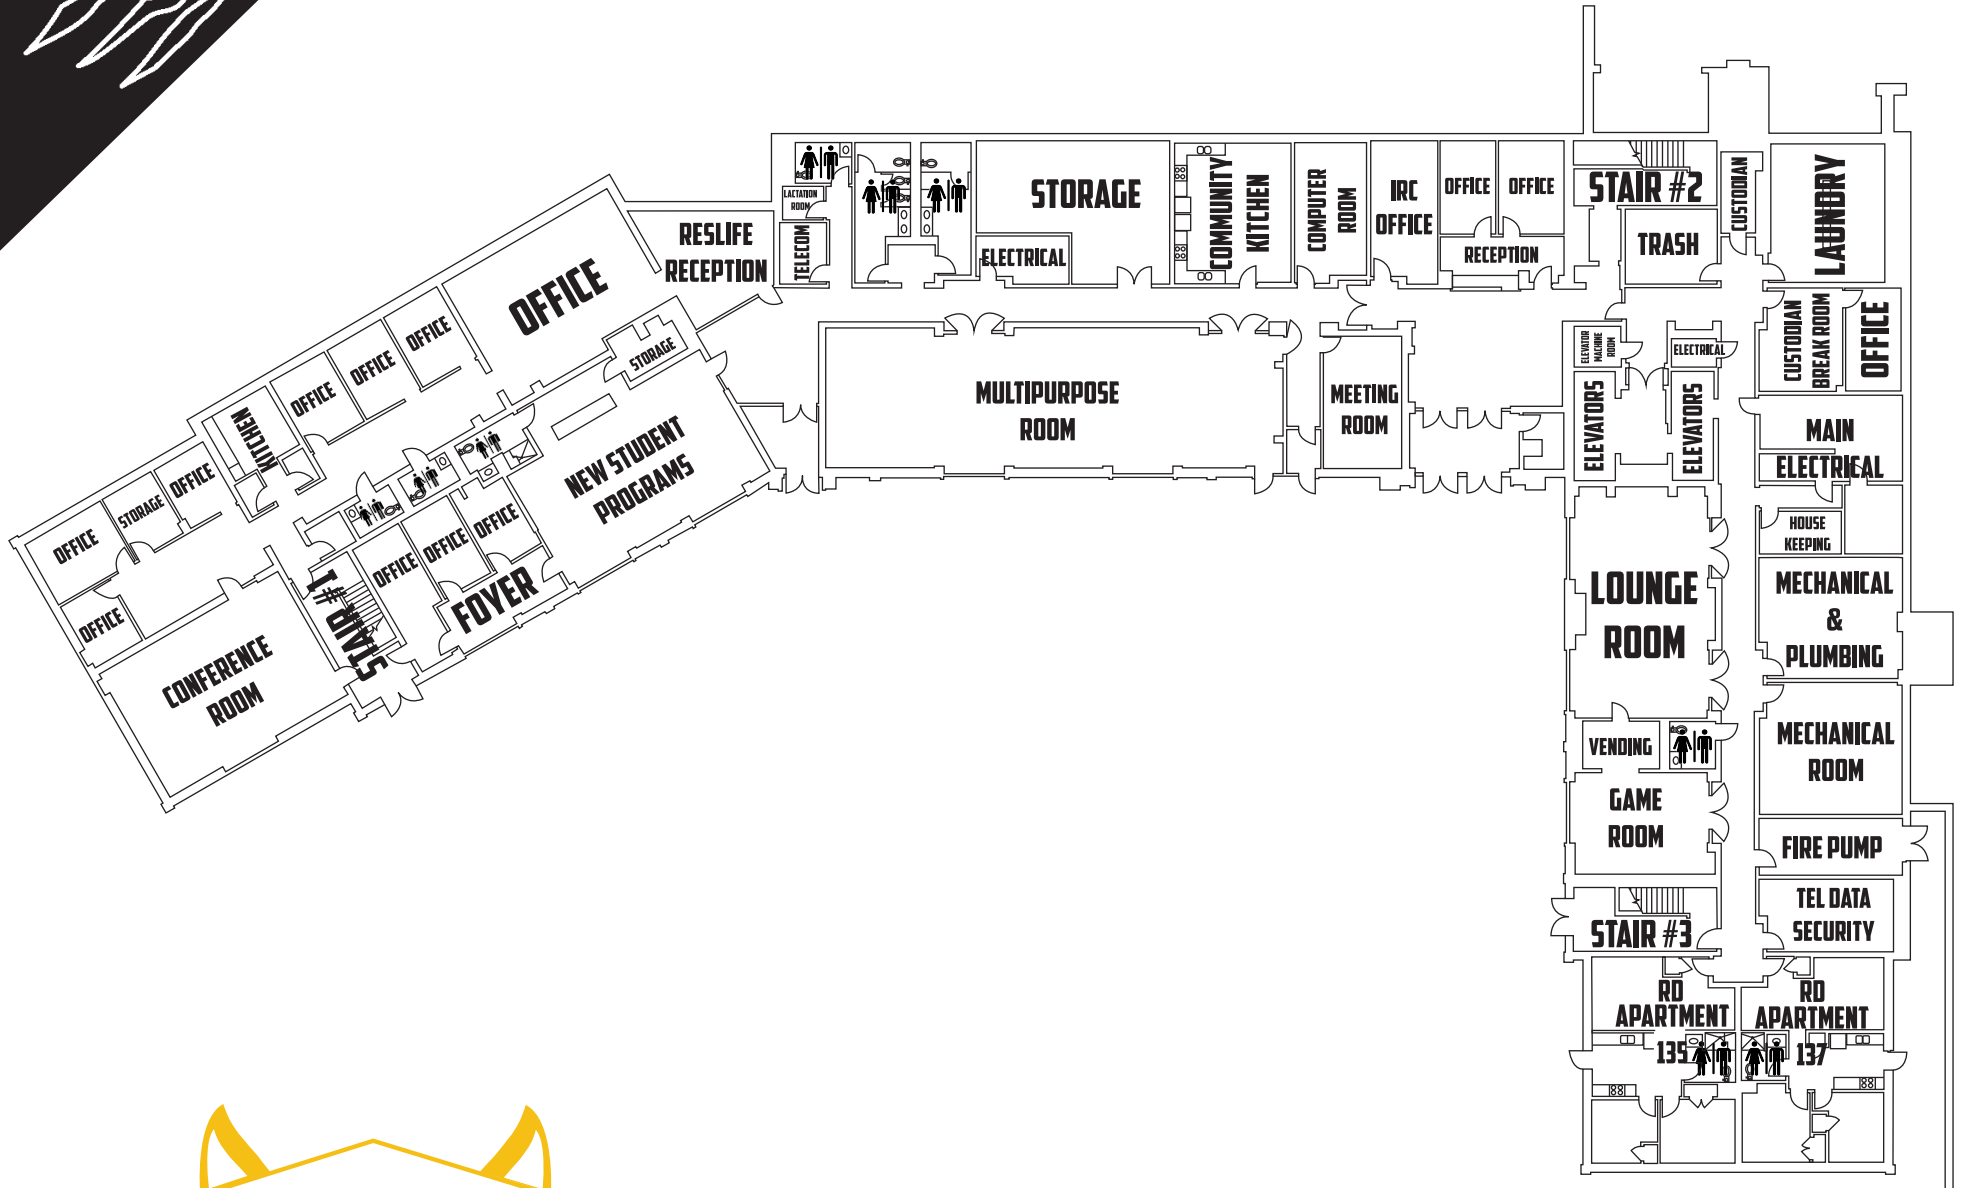 RESLIFE
RECEPTION
LACTATION
ROOM
TELECOM
STORAGE
ELECTRICAL
COMMUNITY
KITCHEN
COMPUTER
ROOM
IRC
OFFICE
OFFICE
OFFICE
RECEPTION
STAIR #2
TRASH
CUSTODIAN
LAUNDRY
CUSTODIAN
BREAK ROOM
OFFICE
ELEVATOR
MACHINE
ROOM
ELECTRICAL
ELEVATORS
ELEVATORS
MAIN
ELECTRICAL
HOUSE
KEEPING
MECHANICAL
&
PLUMBING
MECHANICAL
ROOM
FIRE PUMP
TEL DATA
SECURITY
LOUNGE
ROOM
VENDING
GAME
ROOM
STAIR #3
RD
APARTMENT
135
RD
APARTMENT
137
MULTIPURPOSE
ROOM
MEETING
ROOM
OFFICE
STORAGE
OFFICE
OFFICE
OFFICE
KITCHEN
OFFICE
STORAGE
OFFICE
OFFICE
NEW STUDENT
PROGRAMS
OFFICE
OFFICE
OFFICE
FOYER
STAIR #1
CONFERENCE
ROOM